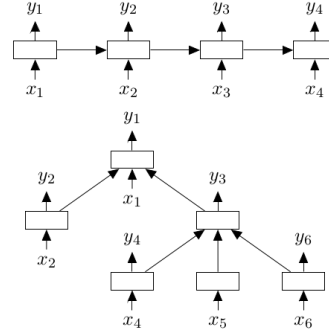 y₁ y₂ y₃ y₄
x₁ x₂ x₃ x₄
y₁
y₂ y₃
x₁
y₄ y₆
x₂
x₄ x₅ x₆